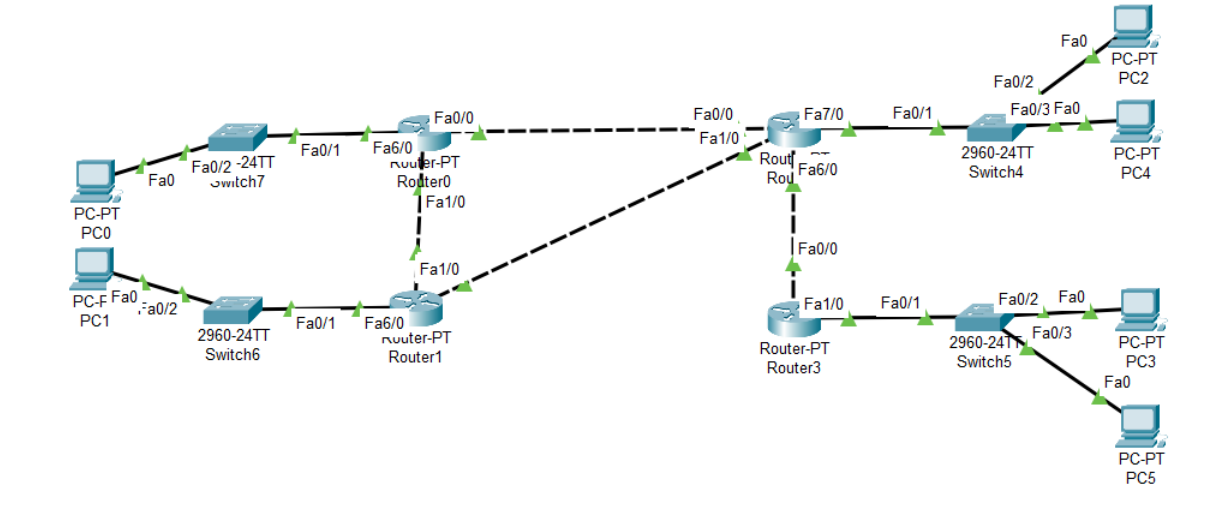 Fa0
PC-PT
PC2
Fa0/2
Fa0/0
Fa0/0
Fa7/0
Fa0/1
Fa0/3
Fa0
Fa1/0
Fa0/1
Fa6/0
Fa0/2
-24TT
Switch7
Router-PT
Router0
Rout
Rou
2960-24TT
Switch4
PC-PT
PC4
Fa0
Fa6/0
Fa1/0
PC-PT
PC0
Fa0/0
Fa1/0
PC-P
Fa0
Fa0/2
PC1
Fa0/1
Fa6/0
2960-24TT
Switch6
Router-PT
Router1
Fa1/0
Fa0/1
Fa0/2
Fa0
Fa0/3
Router-PT
Router3
2960-24TT
Switch5
PC-PT
PC3
Fa0
PC-PT
PC5